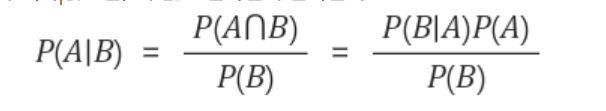 P(A|B) = P(A∩B) / P(B) = P(B|A)P(A) / P(B)